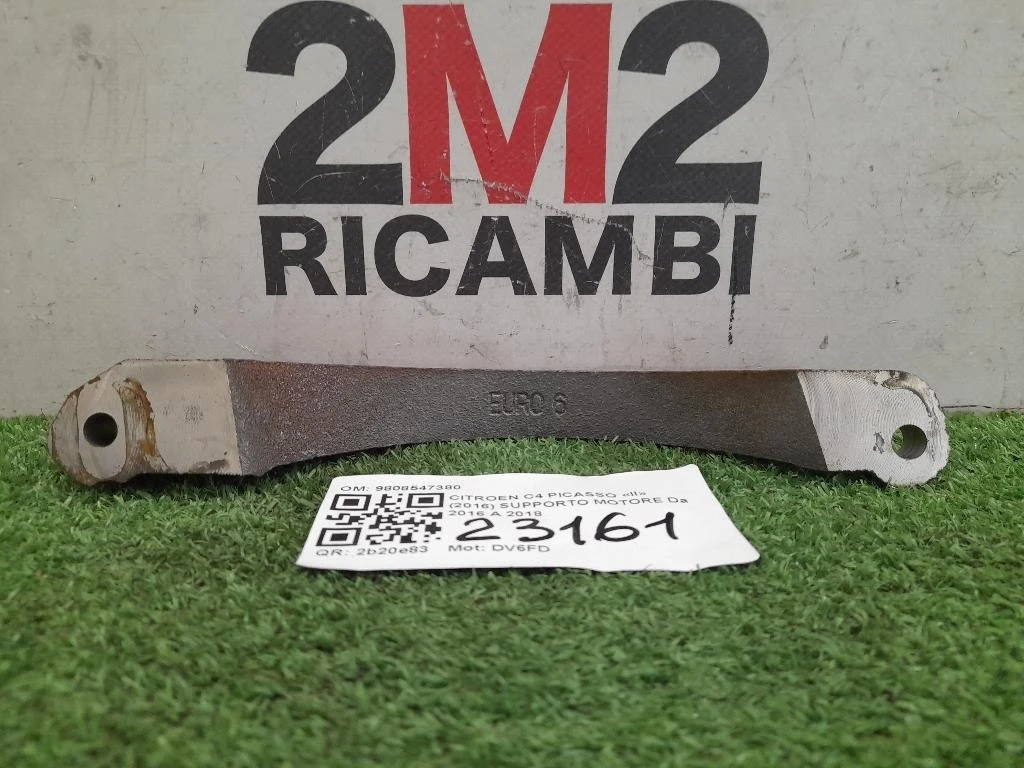 2M2
RICAMBI
EURO 6
OM: 9808547380
CITROEN C4 PICASSO «II»
(2016) SUPPORTO MOTORE Da
2016 A 2018
23161
QR: 2b20e83 Mot: DV6FD